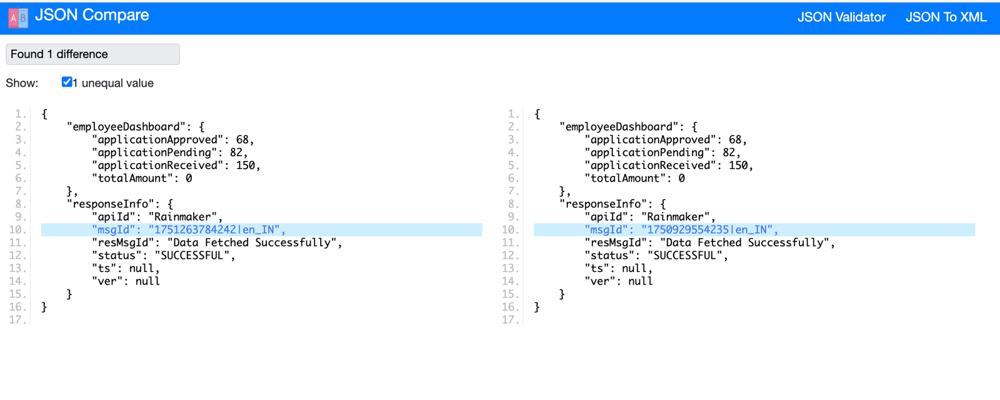 A B JSON Compare JSON Validator JSON To XML
Found 1 difference
Show: 1 unequal value
1. {
2.     "employeeDashboard": {
3.         "applicationApproved": 68,
4.         "applicationPending": 82,
5.         "applicationReceived": 150,
6.         "totalAmount": 0
7.     },
8.     "responseInfo": {
9.         "apiId": "Rainmaker",
10.         "msgId": "1751263784242|en_IN",
11.         "resMsgId": "Data Fetched Successfully",
12.         "status": "SUCCESSFUL",
13.         "ts": null,
14.         "ver": null
15.     }
16. }
17.
1. {
2.     "employeeDashboard": {
3.         "applicationApproved": 68,
4.         "applicationPending": 82,
5.         "applicationReceived": 150,
6.         "totalAmount": 0
7.     },
8.     "responseInfo": {
9.         "apiId": "Rainmaker",
10.         "msgId": "1750929554235|en_IN",
11.         "resMsgId": "Data Fetched Successfully",
12.         "status": "SUCCESSFUL",
13.         "ts": null,
14.         "ver": null
15.     }
16. }
17.